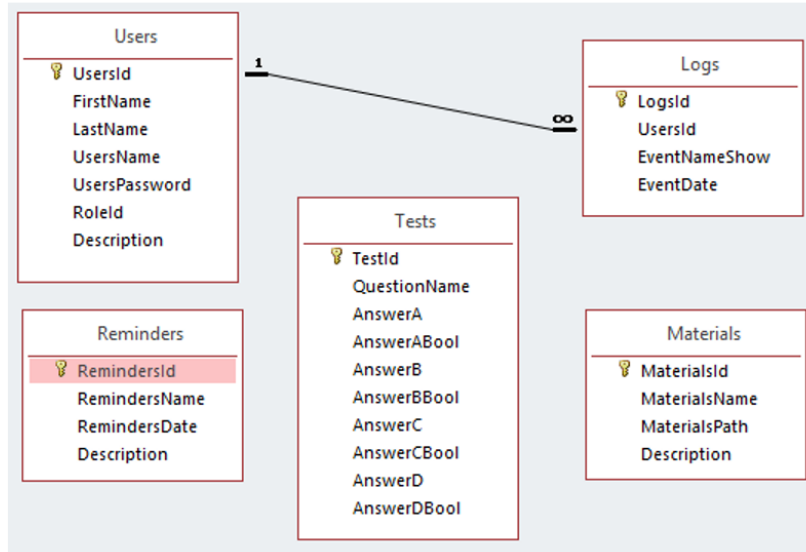 Users
UsersId
FirstName
LastName
UsersName
UsersPassword
RoleId
Description
1
∞
Logs
LogsId
UsersId
EventNameShow
EventDate
Tests
TestId
QuestionName
AnswerA
AnswerABool
AnswerB
AnswerBBool
AnswerC
AnswerCBool
AnswerD
AnswerDBool
Reminders
RemindersId
RemindersName
RemindersDate
Description
Materials
MaterialsId
MaterialsName
MaterialsPath
Description